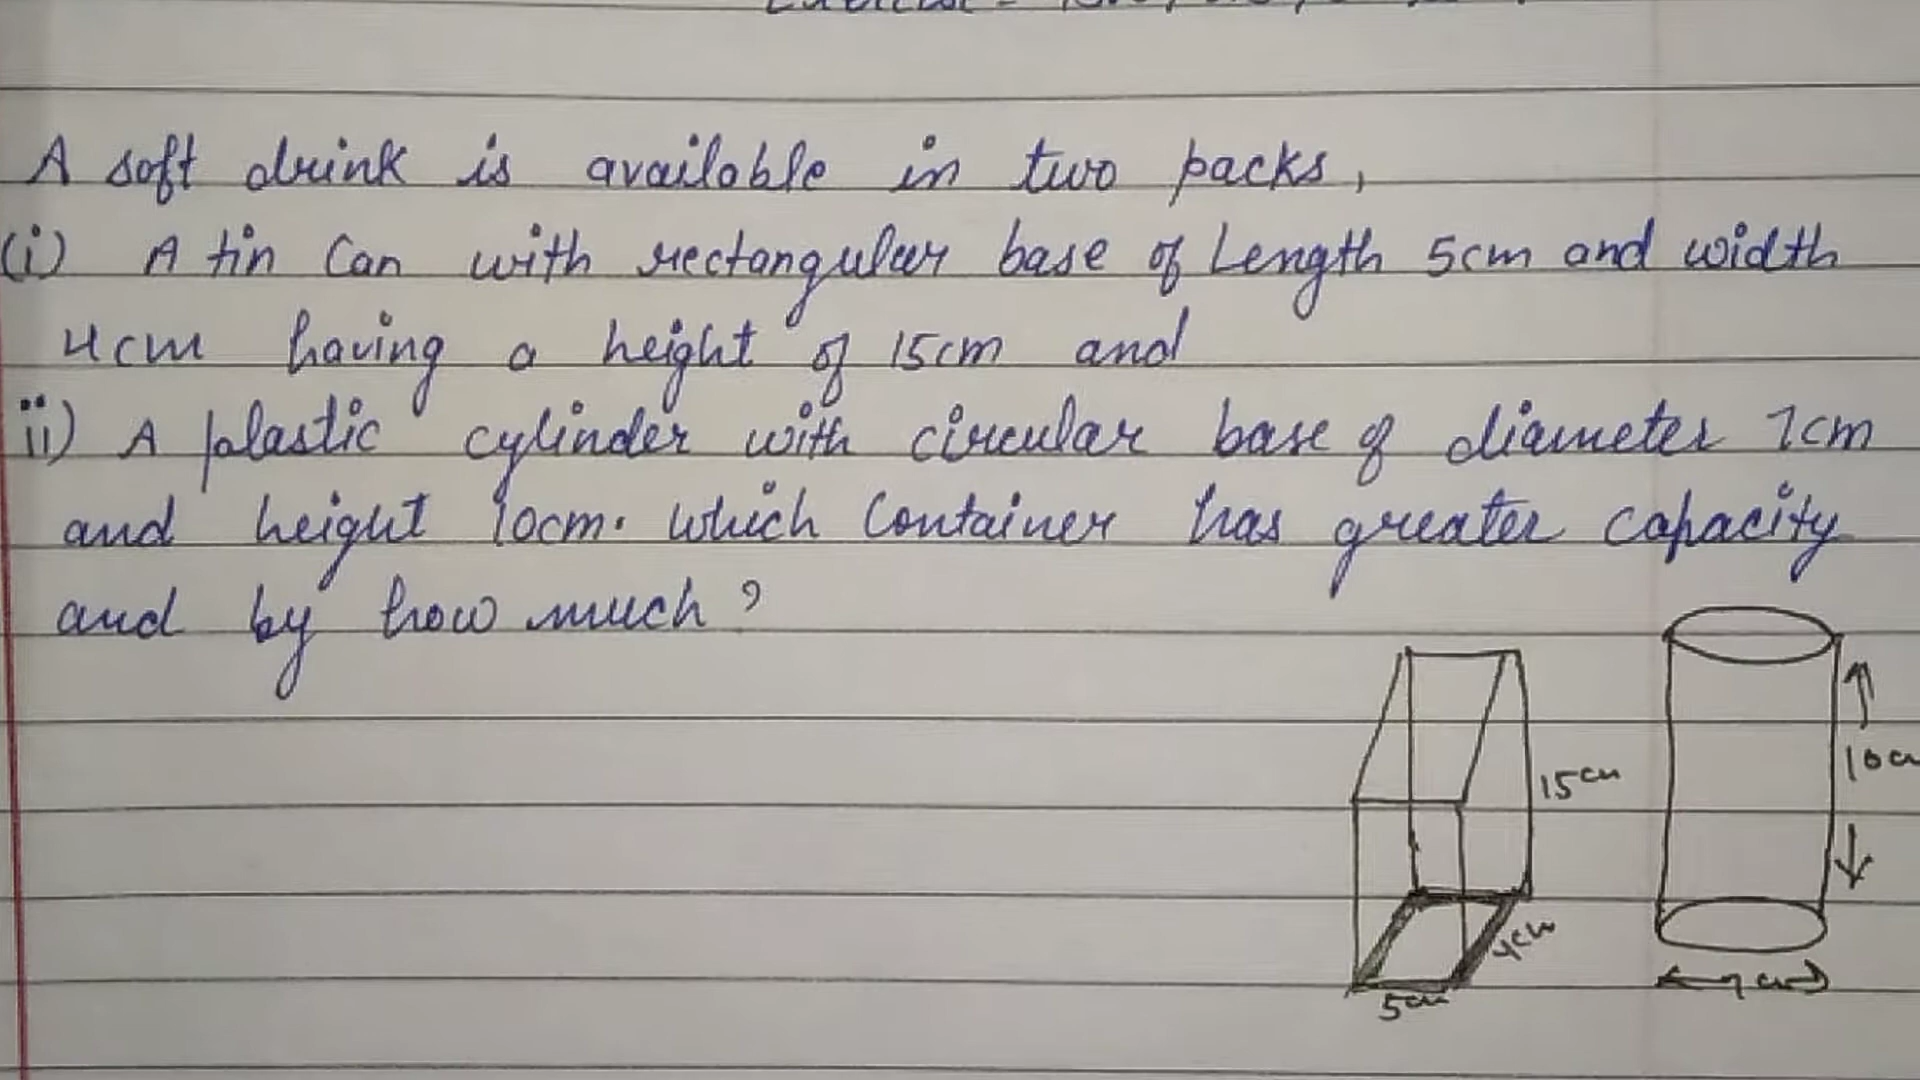 A soft drink is available in two packs,
(i) A tin Can with rectangular base of Length 5cm and width
4cm having a height of 15cm and
ii) A plastic cylinder with circular base of diameter 7cm
and height 10cm. which Container has greater capacity
and by how much?
15cm
10c
4cm
5cm
7cm